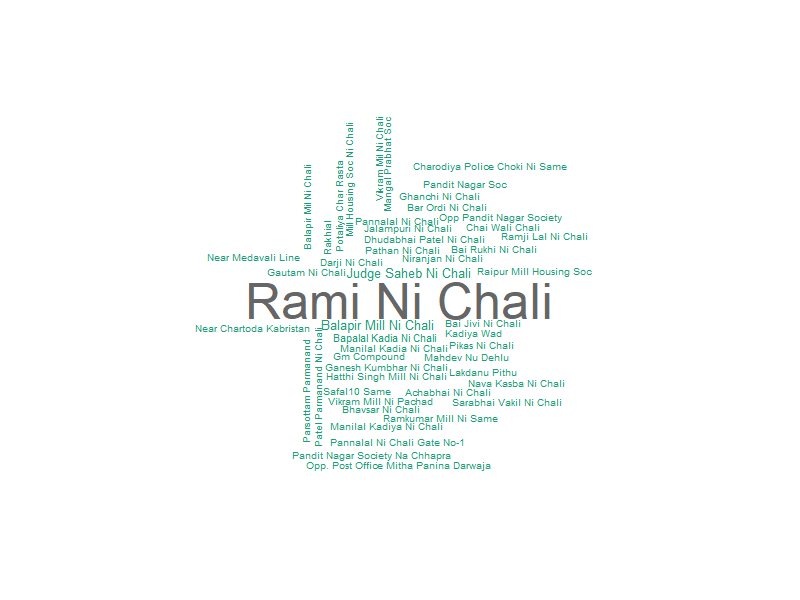 Vikram Mil Ni Chali
Mangal Prabhat Soc
Mill Housing Soc Ni Chali
Potaliya Char Rasta
Balapir Mil Ni Chali
Rakhial
Charodiya Police Choki Ni Same
Pandit Nagar Soc
Ghanchi Ni Chali
Bar Ordi Ni Chali
Pannalal Ni Chali
Opp Pandit Nagar Society
Jalampuri Ni Chali
Chai Wali Chali
Dhudabhai Patel Ni Chali
Ramji Lal Ni Chali
Pathan Ni Chali
Bai Rukhi Ni Chali
Near Medavali Line
Darji Ni Chali
Niranjan Ni Chali
Gautam Ni Chali
Judge Saheb Ni Chali
Raipur Mill Housing Soc
Rami Ni Chali
Near Chartoda Kabristan
Balapir Mill Ni Chali
Bai Jivi Ni Chali
Kadiya Wad
Bapalal Kadia Ni Chali
Manilal Kadia Ni Chali
Pikas Ni Chali
Gm Compound
Mahdev Nu Dehlu
Ganesh Kumbhar Ni Chali
Lakdanu Pithu
Hatthi Singh Mill Ni Chali
Nava Kasba Ni Chali
Parsottam Parmanand
Patel Parmanand Ni Chali
Safal10 Same
Achabhai Ni Chali
Vikram Mill Ni Pachad
Sarabhai Vakil Ni Chali
Bhavsar Ni Chali
Ramkumar Mill Ni Same
Manilal Kadiya Ni Chali
Pannalal Ni Chali Gate No-1
Pandit Nagar Society Na Chhapra
Opp. Post Office Mitha Panina Darwaja